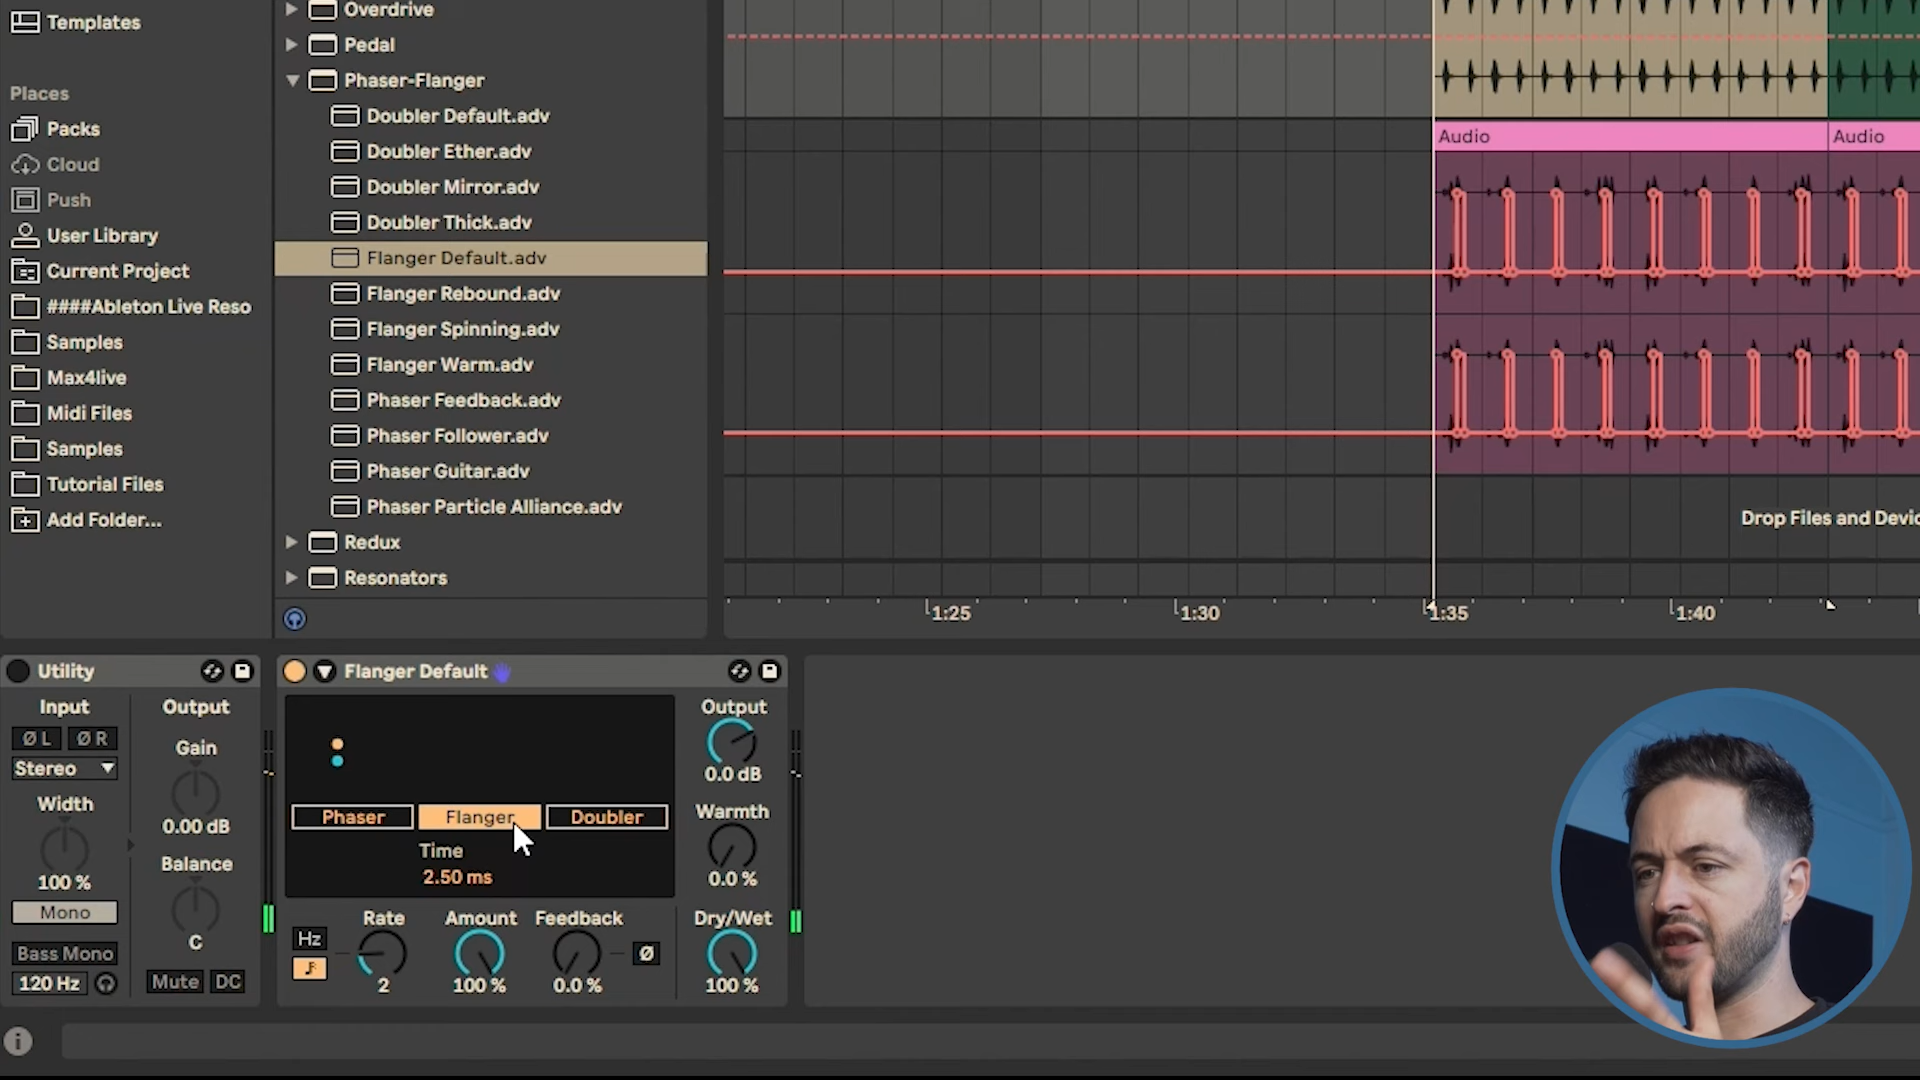 Templates
Places
Packs
Cloud
Push
User Library
Current Project
####Ableton Live Reso
Samples
Max4live
Midi Files
Samples
Tutorial Files
Add Folder...
Overdrive
Pedal
Phaser-Flanger
Doubler Default.adv
Doubler Ether.adv
Doubler Mirror.adv
Doubler Thick.adv
Flanger Default.adv
Flanger Rebound.adv
Flanger Spinning.adv
Flanger Warm.adv
Phaser Feedback.adv
Phaser Follower.adv
Phaser Guitar.adv
Phaser Particle Alliance.adv
Redux
Resonators
Audio
Audio
Drop Files and Devic
1:25
1:30
1:35
1:40
Utility
Input
Ø L
Ø R
Stereo
Width
100 %
Mono
Bass Mono
120 Hz
Output
Gain
0.00 dB
Balance
C
Mute
DC
Flanger Default
Phaser
Flanger
Doubler
Time
2.50 ms
Hz
Rate
2
Amount
100 %
Feedback
0.0 %
Ø
Output
0.0 dB
Warmth
0.0 %
Dry/Wet
100 %